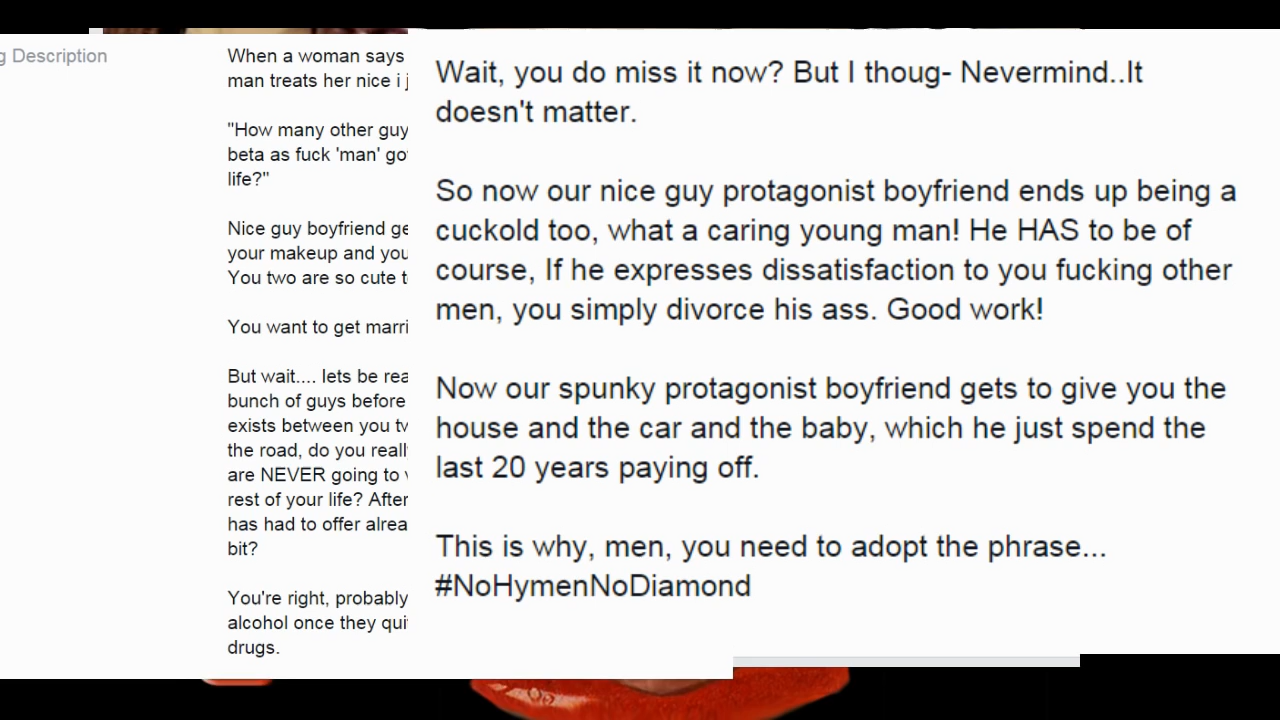 g Description
When a woman says
man treats her nice i j
"How many other guy
beta as fuck 'man' go
life?"
Nice guy boyfriend ge
your makeup and you
You two are so cute t
You want to get marri
But wait.... lets be rea
bunch of guys before
exists between you tw
the road, do you reall
are NEVER going to
rest of your life? After
has had to offer alrea
bit?
You're right, probably
alcohol once they qui
drugs.
Wait, you do miss it now? But I thoug- Nevermind..It
doesn't matter.
So now our nice guy protagonist boyfriend ends up being a
cuckold too, what a caring young man! He HAS to be of
course, If he expresses dissatisfaction to you fucking other
men, you simply divorce his ass. Good work!
Now our spunky protagonist boyfriend gets to give you the
house and the car and the baby, which he just spend the
last 20 years paying off.
This is why, men, you need to adopt the phrase...
#NoHymenNoDiamond